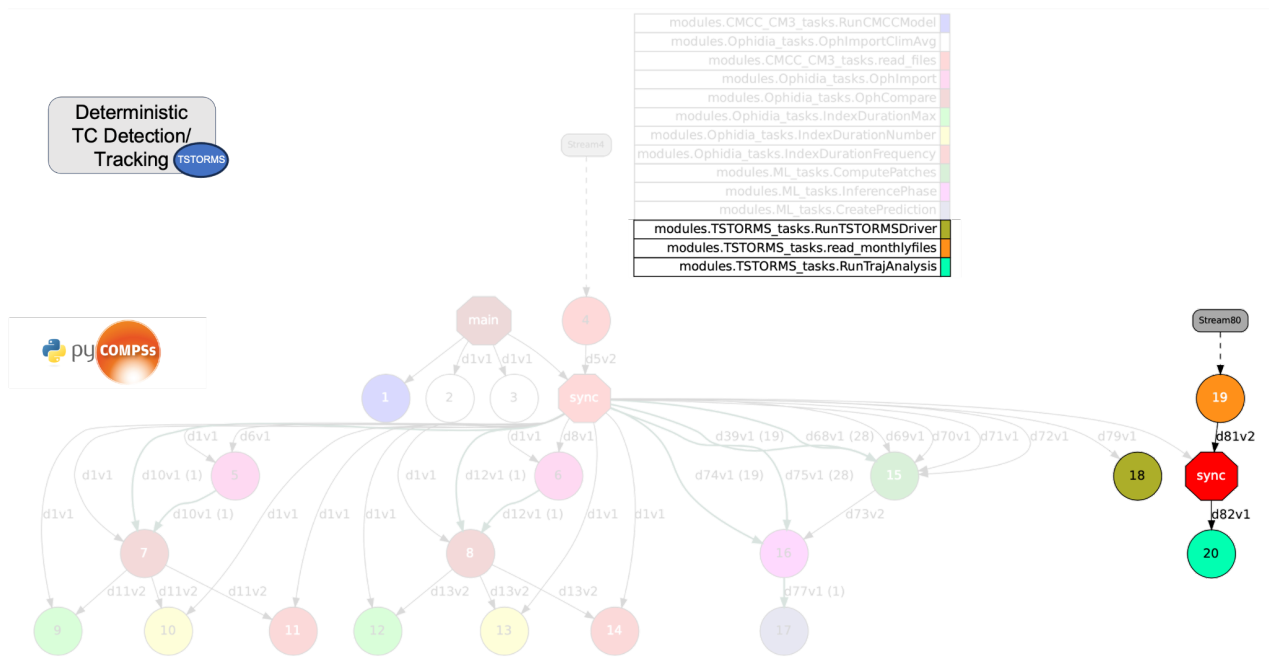 modules.CMCC_CM3_tasks.RunCMCCModel
modules.Ophidia_tasks.OphImportClimAvg
modules.CMCC_CM3_tasks.read_files
modules.Ophidia_tasks.OphImport
modules.Ophidia_tasks.OphCompare
modules.Ophidia_tasks.IndexDurationMax
modules.Ophidia_tasks.IndexDurationNumber
modules.Ophidia_tasks.IndexDurationFrequency
modules.ML_tasks.ComputePatches
modules.ML_tasks.InferencePhase
modules.ML_tasks.CreatePrediction
modules.TSTORMS_tasks.RunTSTORMSDriver
modules.TSTORMS_tasks.read_monthlyfiles
modules.TSTORMS_tasks.RunTrajAnalysis
Deterministic
TC Detection/
Tracking TSTORMS
Stream4
py COMPSs
main
4
Stream80
d1v1 d1v1 d5v2
1 2 3 sync 19
d1v1 d6v1 d1v1 d8v1 d39v1 (19) d68v1 (28) d69v1 d70v1 d71v1 d72v1 d79v1 d81v2
d1v1 d10v1 (1) 5 d1v1 d12v1 (1) 6 d74v1 (19) d75v1 (28) 15 18 sync
d1v1 d10v1 (1) d1v1 d1v1 d1v1 d12v1 (1) d1v1 d1v1 d73v2 d82v1
7 8 16 20
d11v2 d11v2 d11v2 d13v2 d13v2 d13v2 d77v1 (1)
9 10 11 12 13 14 17